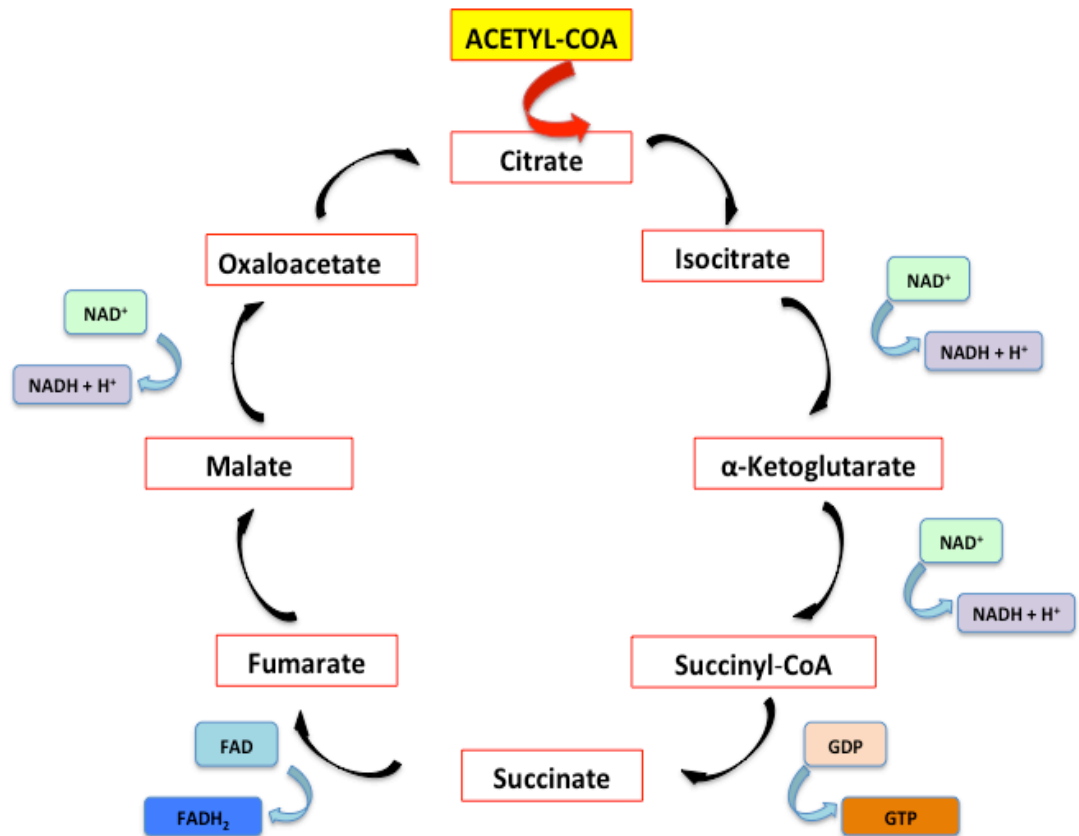 ACETYL-COA
Citrate
Isocitrate
NAD⁺
NADH + H⁺
α-Ketoglutarate
NAD⁺
NADH + H⁺
Succinyl-CoA
GDP
GTP
Succinate
FAD
FADH₂
Fumarate
Malate
NAD⁺
NADH + H⁺
Oxaloacetate